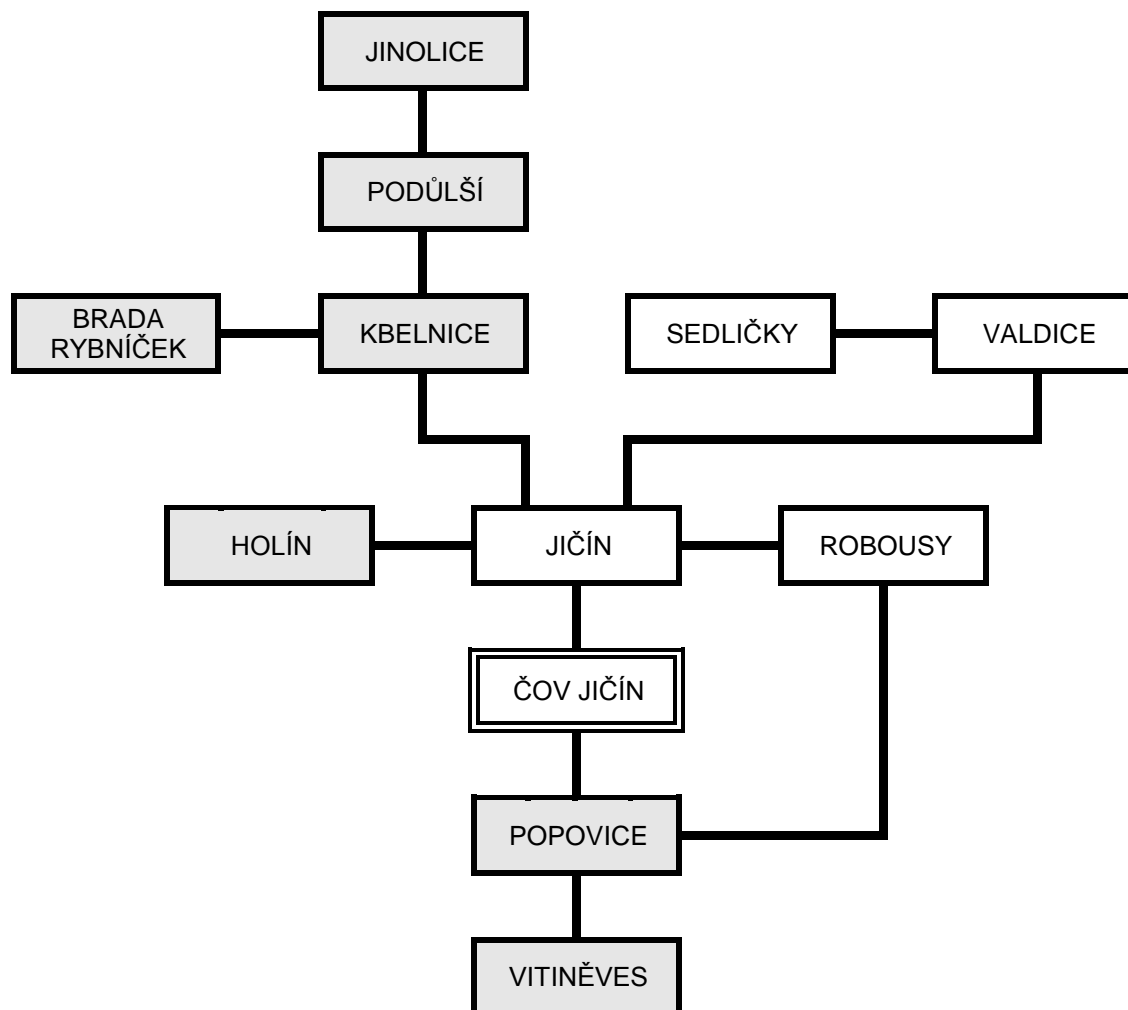 JINOLICE
PODŮLŠÍ
BRADA
RYBNÍČEK
KBELNICE
SEDLIČKY
VALDICE
HOLÍN
JIČÍN
ROBOUSY
ČOV JIČÍN
POPOVICE
VITINĚVES